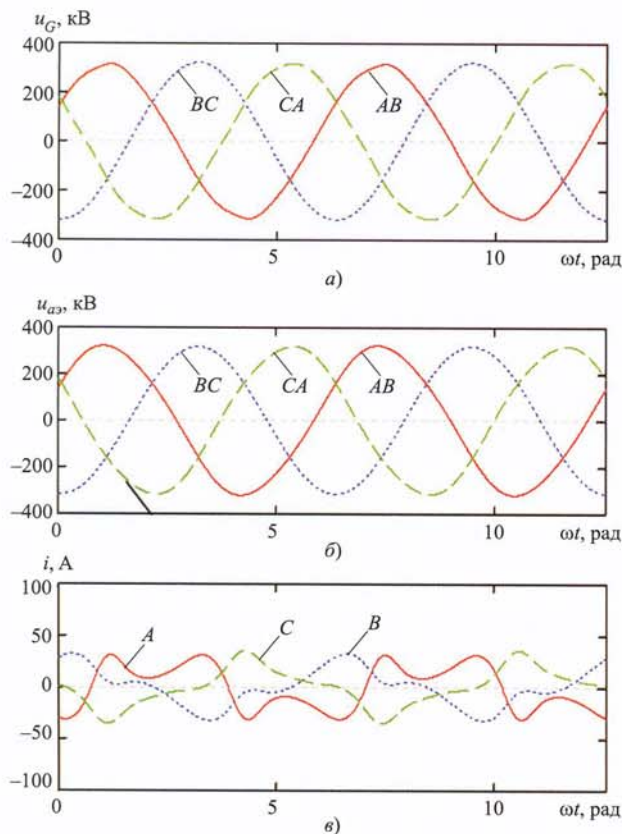 u_G, кВ
400
200
0
–200
–400
BC
CA
AB
0
5
10
ωt, рад
а)
u_аэ, кВ
400
200
0
–200
–400
BC
CA
AB
0
5
10
ωt, рад
б)
i, А
100
50
0
–50
–100
A
C
B
0
5
10
ωt, рад
в)